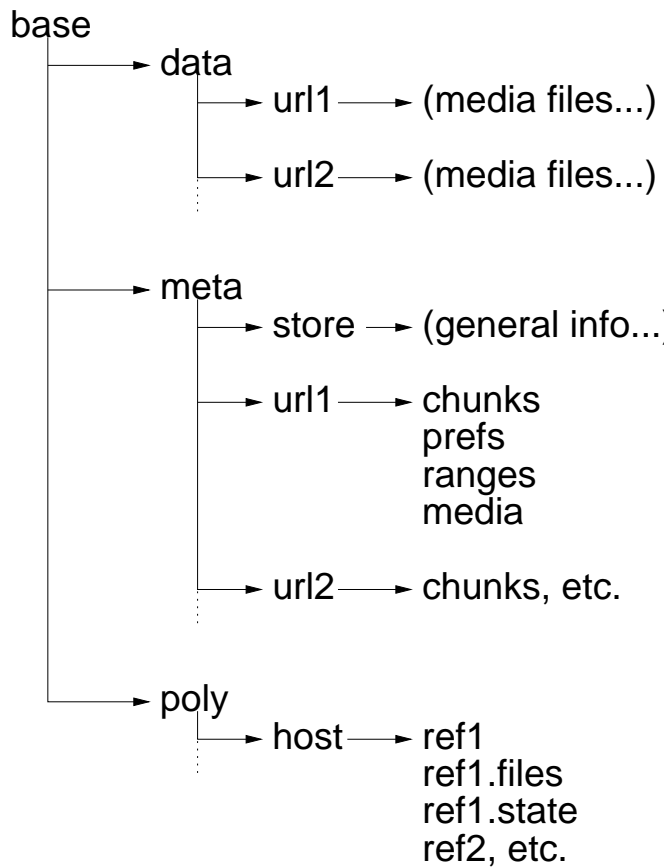 base
data
url1 (media files...)
url2 (media files...)
meta
store (general info...)
url1 chunks
prefs
ranges
media
url2 chunks, etc.
poly
host ref1
ref1.files
ref1.state
ref2, etc.